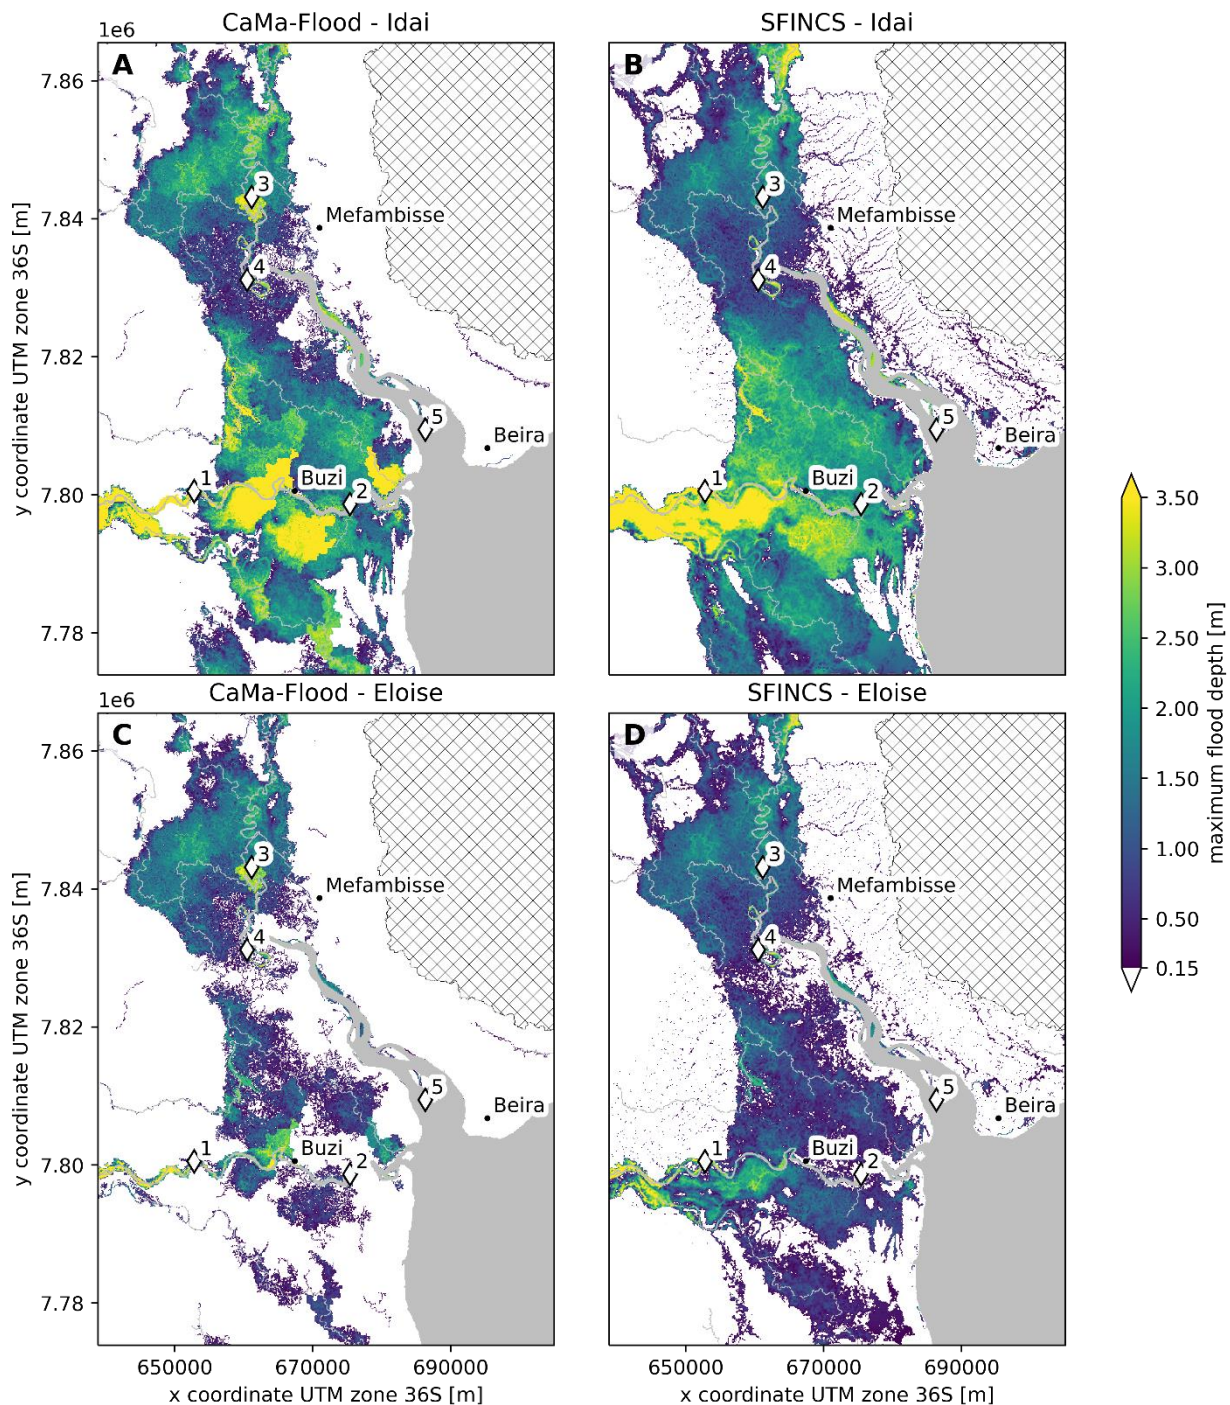 CaMa-Flood - Idai
SFINCS - Idai
1e6
A
B
7.86
7.84
7.82
7.80
7.78
y coordinate UTM zone 36S [m]
3
Mefambisse
4
5
Beira
1
Buzi
2
3
Mefambisse
4
5
Beira
1
Buzi
2
CaMa-Flood - Eloise
SFINCS - Eloise
1e6
C
D
7.86
7.84
7.82
7.80
7.78
y coordinate UTM zone 36S [m]
3
Mefambisse
4
5
Beira
1
Buzi
2
3
Mefambisse
4
5
Beira
1
Buzi
2
650000 670000 690000
650000 670000 690000
x coordinate UTM zone 36S [m]
x coordinate UTM zone 36S [m]
3.50
3.00
2.50
2.00
1.50
1.00
0.50
0.15
maximum flood depth [m]